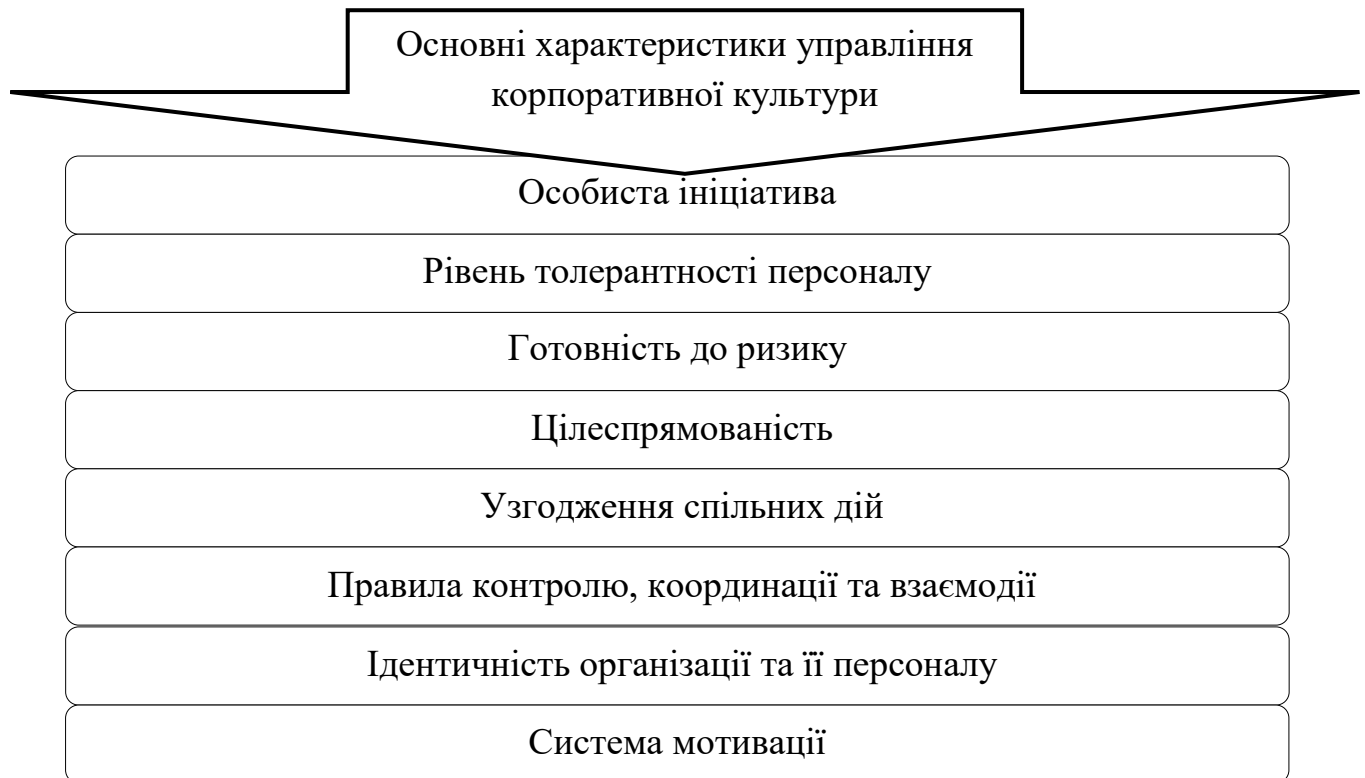 Основні характеристики управління
корпоративної культури
Особиста ініціатива
Рівень толерантності персоналу
Готовність до ризику
Цілеспрямованість
Узгодження спільних дій
Правила контролю, координації та взаємодії
Ідентичність організації та її персоналу
Система мотивації